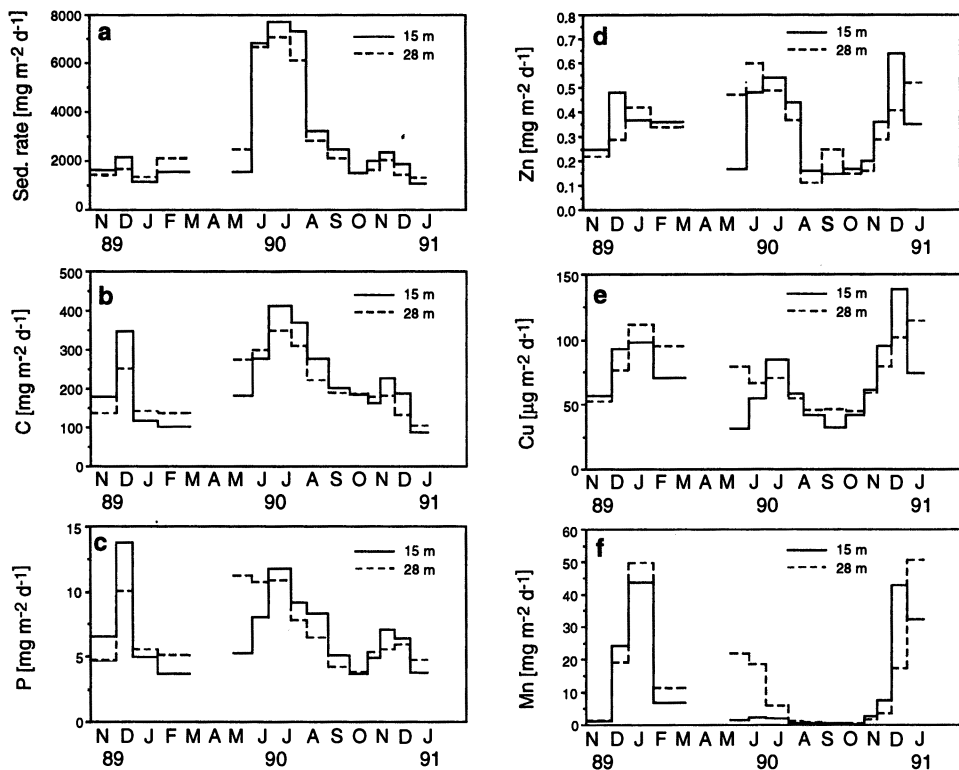 a
Sed. rate [mg m-2 d-1]
8000
6000
4000
2000
0
15 m
28 m
N D J F M A M J J A S O N D J
89 90 91
b
C [mg m-2 d-1]
500
400
300
200
100
0
15 m
28 m
N D J F M A M J J A S O N D J
89 90 91
c
P [mg m-2 d-1]
15
10
5
0
15 m
28 m
N D J F M A M J J A S O N D J
89 90 91
d
Zn [mg m-2 d-1]
0.8
0.7
0.6
0.5
0.4
0.3
0.2
0.1
0.0
15 m
28 m
N D J F M A M J J A S O N D J
89 90 91
e
Cu [µg m-2 d-1]
150
100
50
0
15 m
28 m
N D J F M A M J J A S O N D J
89 90 91
f
Mn [mg m-2 d-1]
60
50
40
30
20
10
0
15 m
28 m
N D J F M A M J J A S O N D J
89 90 91